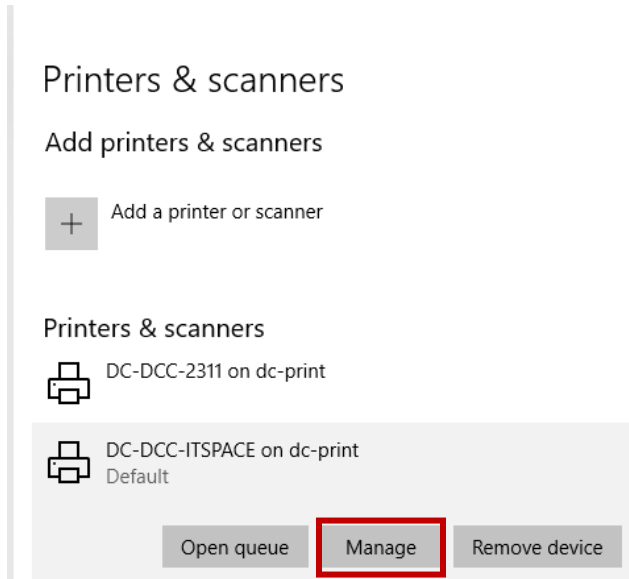 Printers & scanners
Add printers & scanners
Add a printer or scanner
Printers & scanners
DC-DCC-2311 on dc-print
DC-DCC-ITSPACE on dc-print
Default
Open queue Manage Remove device